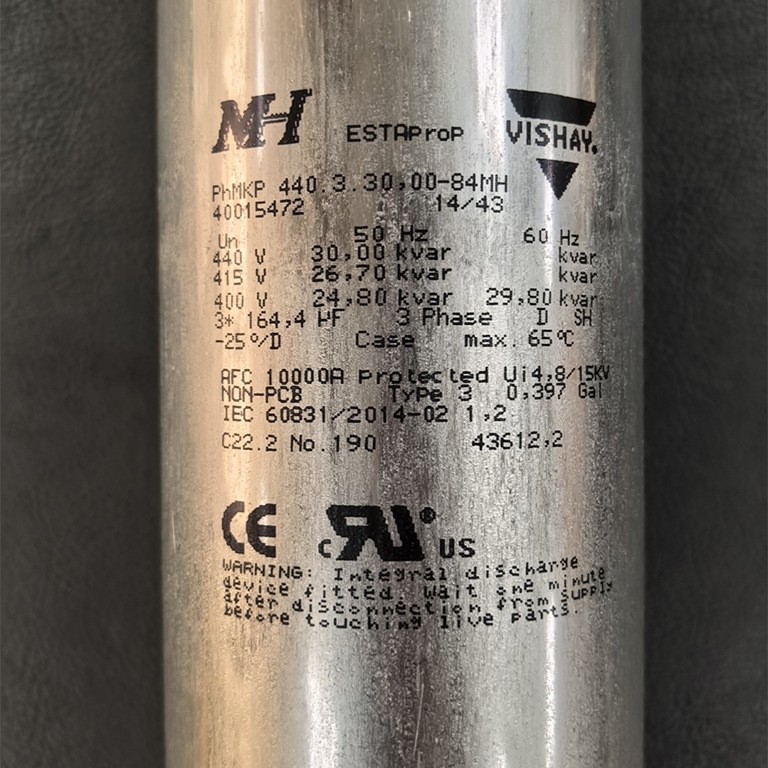 MH ESTAProP VISHAY.
PhMKP 440.3.30,00-84MH
40015472 14/43
Un 50 Hz 60 Hz
440 V 30,00 kvar kvar
415 V 26,70 kvar kvar
400 V 24,80 kvar 29,80 kvar
3* 164,4 µF 3 Phase D SH
-25°/D Case max. 65°C
AFC 10000A Protected Ui4,8/15KV
NON-PCB TYPe 3 0,397 Gal
IEC 60831/2014-02 1,2
C22.2 No.190 43612,2
CE c RU® US
WARNING: Integral discharge
device fitted. Wait one minute
after disconnection from supply
before touching live parts.